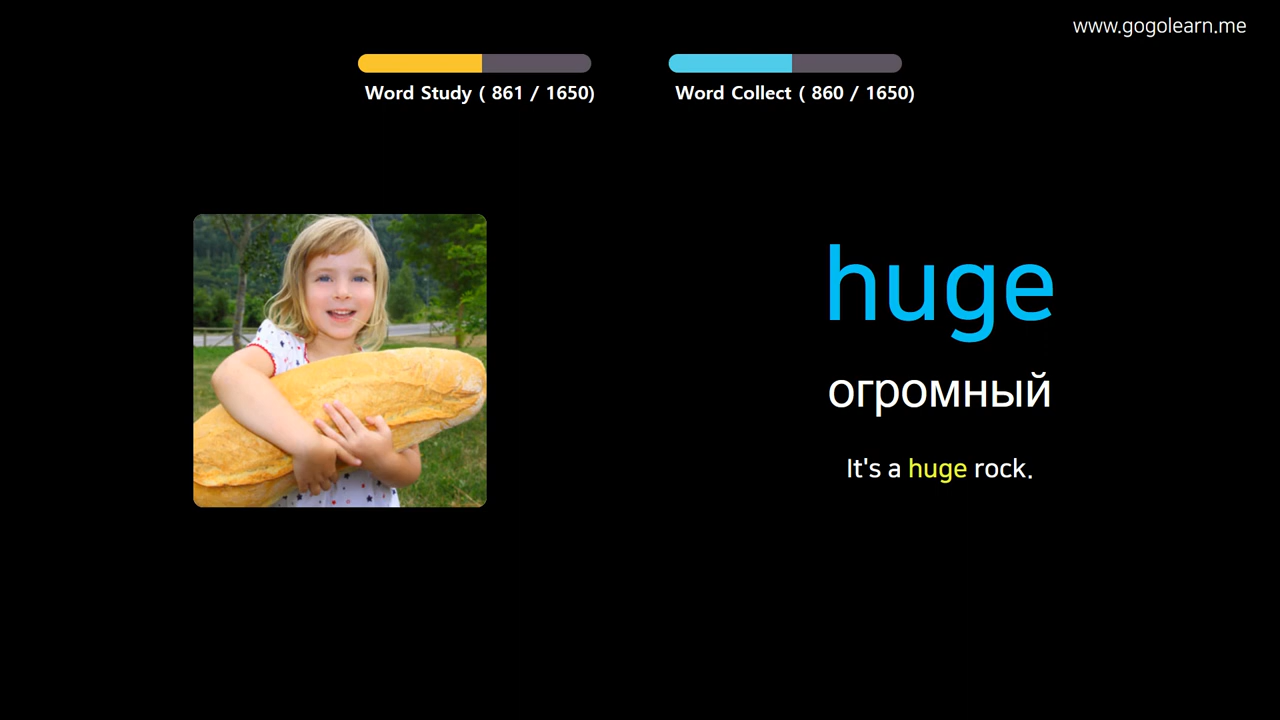 www.gogolearn.me
Word Study ( 861 / 1650)
Word Collect ( 860 / 1650)
huge
огромный
It's a huge rock.